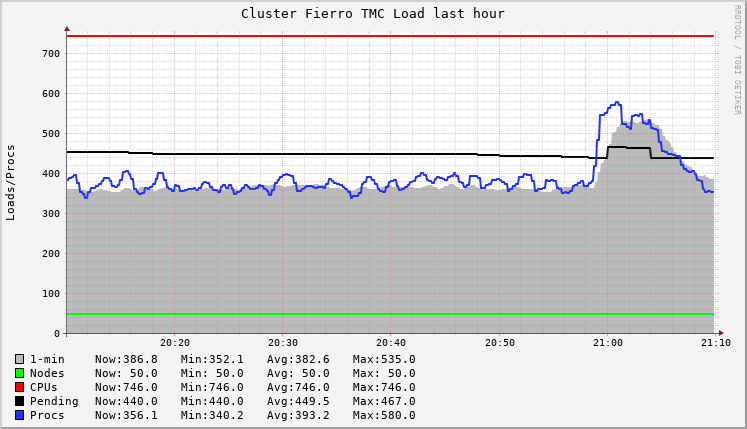 Cluster Fierro TMC Load last hour
RRDTOOL / TOBI OETIKER
Loads/Procs
700
600
500
400
300
200
100
0
20:20 20:30 20:40 20:50 21:00 21:10
1-min Now:386.8 Min:352.1 Avg:382.6 Max:535.0
Nodes Now: 50.0 Min: 50.0 Avg: 50.0 Max: 50.0
CPUs Now:746.0 Min:746.0 Avg:746.0 Max:746.0
Pending Now:440.0 Min:440.0 Avg:449.5 Max:467.0
Procs Now:356.1 Min:340.2 Avg:393.2 Max:580.0